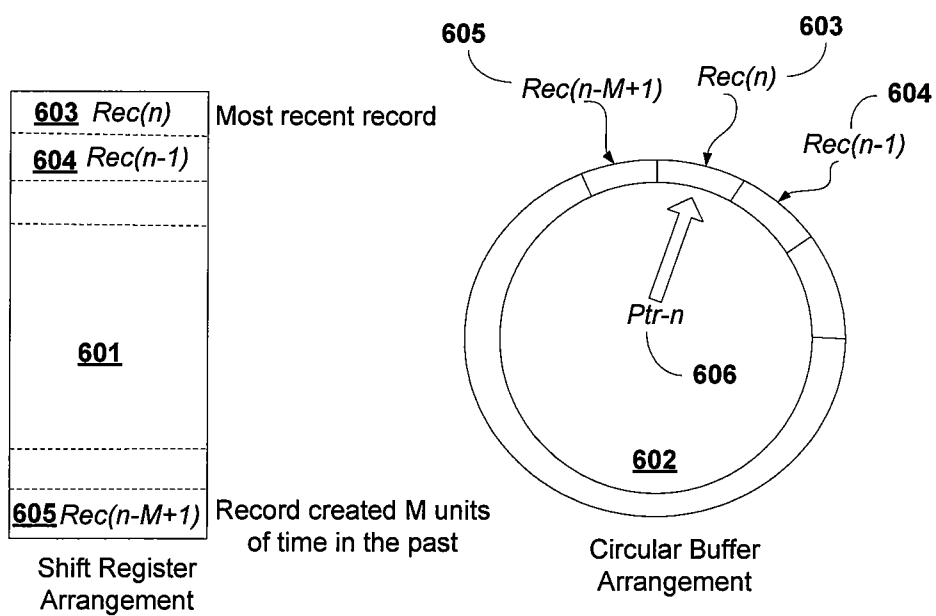 603 Rec(n)
Most recent record
604 Rec(n-1)
601
605 Rec(n-M+1)
Record created M units
of time in the past
Shift Register
Arrangement
605
603
Rec(n-M+1)
Rec(n)
604
Rec(n-1)
Ptr-n
606
602
Circular Buffer
Arrangement